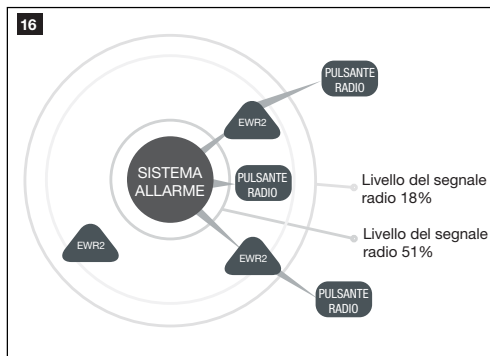 16
PULSANTE
RADIO
EWR2
SISTEMA
ALLARME
PULSANTE
RADIO
Livello del segnale
radio 18%
Livello del segnale
radio 51%
EWR2
EWR2
PULSANTE
RADIO